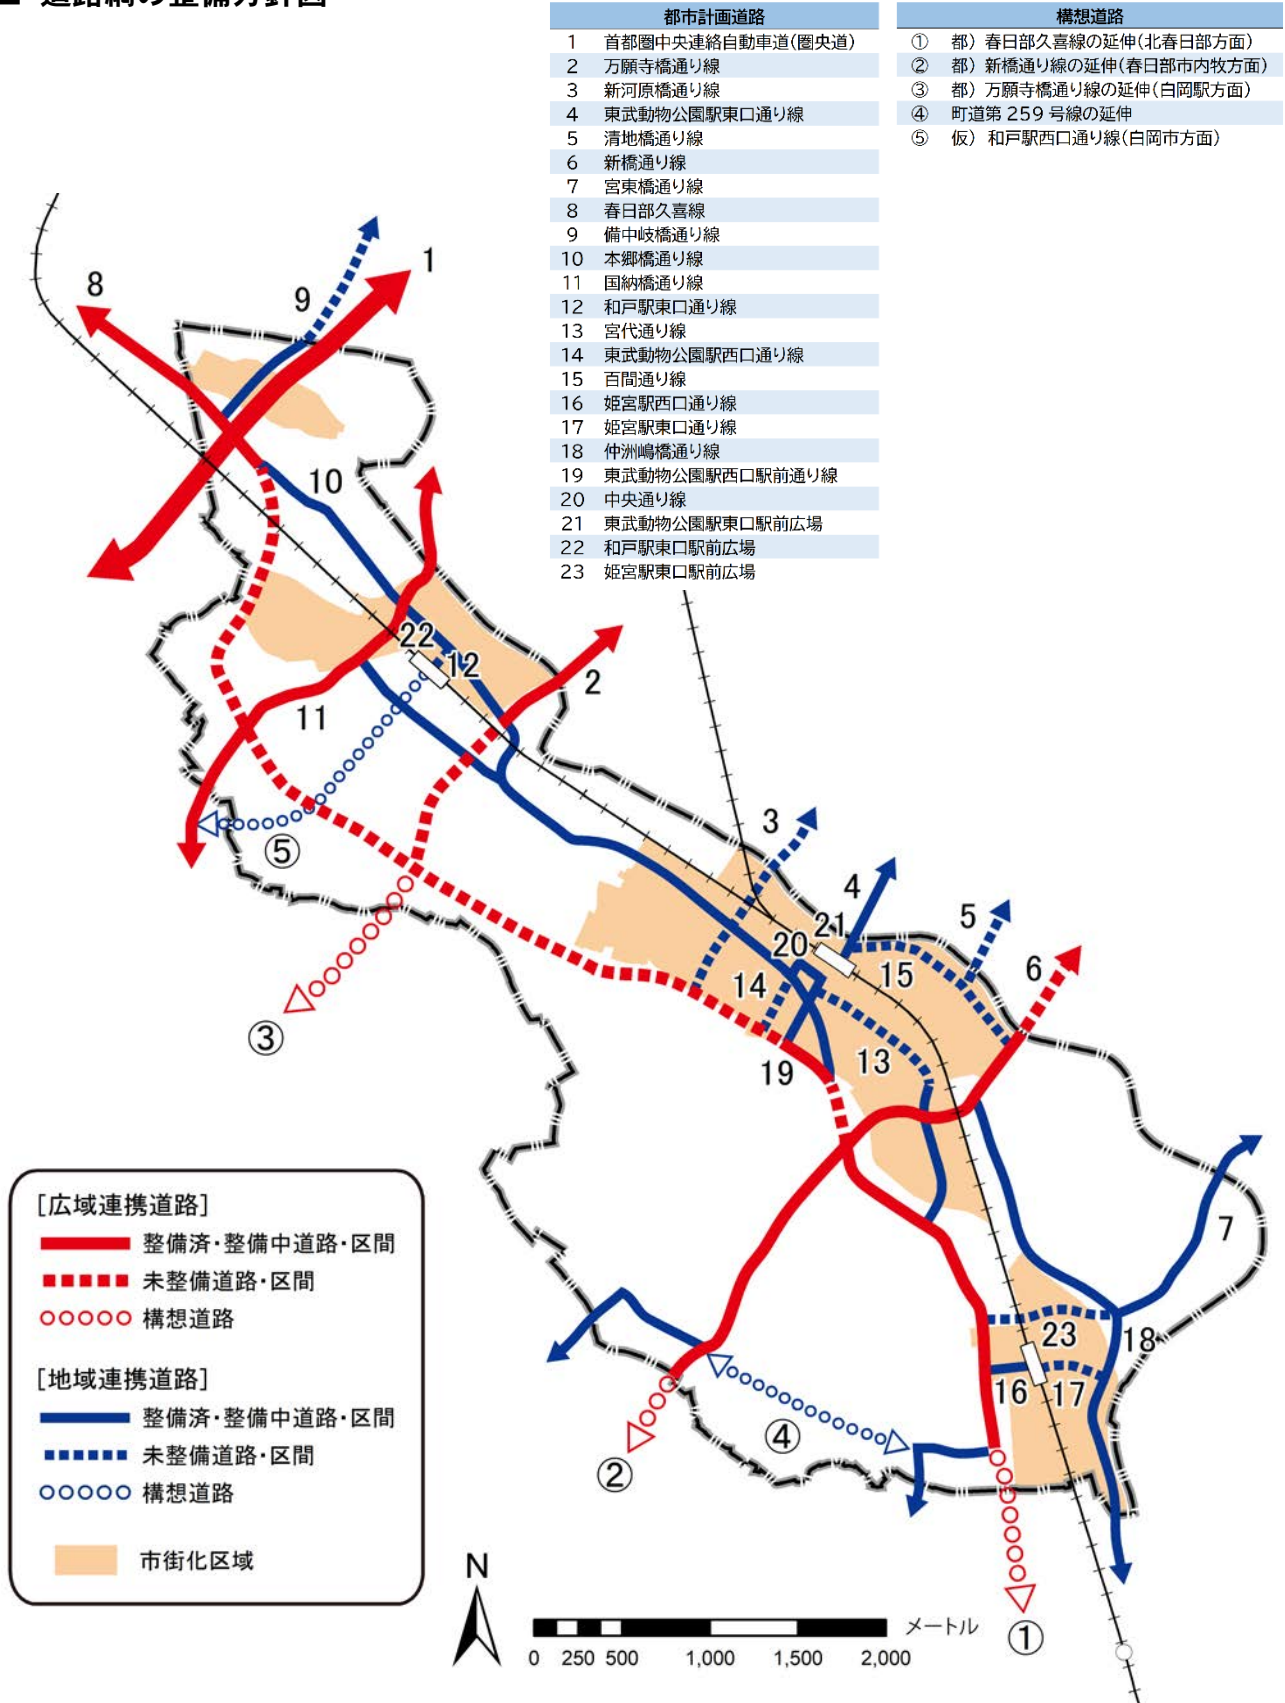 ■ 道路網の整備方針図
都市計画道路
1 首都圏中央連絡自動車道(圏央道)
2 万願寺橋通り線
3 新河原橋通り線
4 東武動物公園駅東口通り線
5 清地橋通り線
6 新橋通り線
7 宮東橋通り線
8 春日部久喜線
9 備中岐橋通り線
10 本郷橋通り線
11 国納橋通り線
12 和戸駅東口通り線
13 宮代通り線
14 東武動物公園駅西口通り線
15 百間通り線
16 姫宮駅西口通り線
17 姫宮駅東口通り線
18 仲洲嶋橋通り線
19 東武動物公園駅西口駅前通り線
20 中央通り線
21 東武動物公園駅東口駅前広場
22 和戸駅東口駅前広場
23 姫宮駅東口駅前広場
構想道路
① 都）春日部久喜線の延伸(北春日部方面)
② 都）新橋通り線の延伸(春日部市内牧方面)
③ 都）万願寺橋通り線の延伸(白岡駅方面)
④ 町道第 259 号線の延伸
⑤ 仮）和戸駅西口通り線(白岡市方面)
1
8
9
10
22
12
2
11
⑤
3
4
21
5
20
15
6
14
③
13
19
7
23
18
16
17
④
②
①
[広域連携道路]
整備済・整備中道路・区間
未整備道路・区間
構想道路
[地域連携道路]
整備済・整備中道路・区間
未整備道路・区間
構想道路
市街化区域
N
メートル
0 250 500 1,000 1,500 2,000